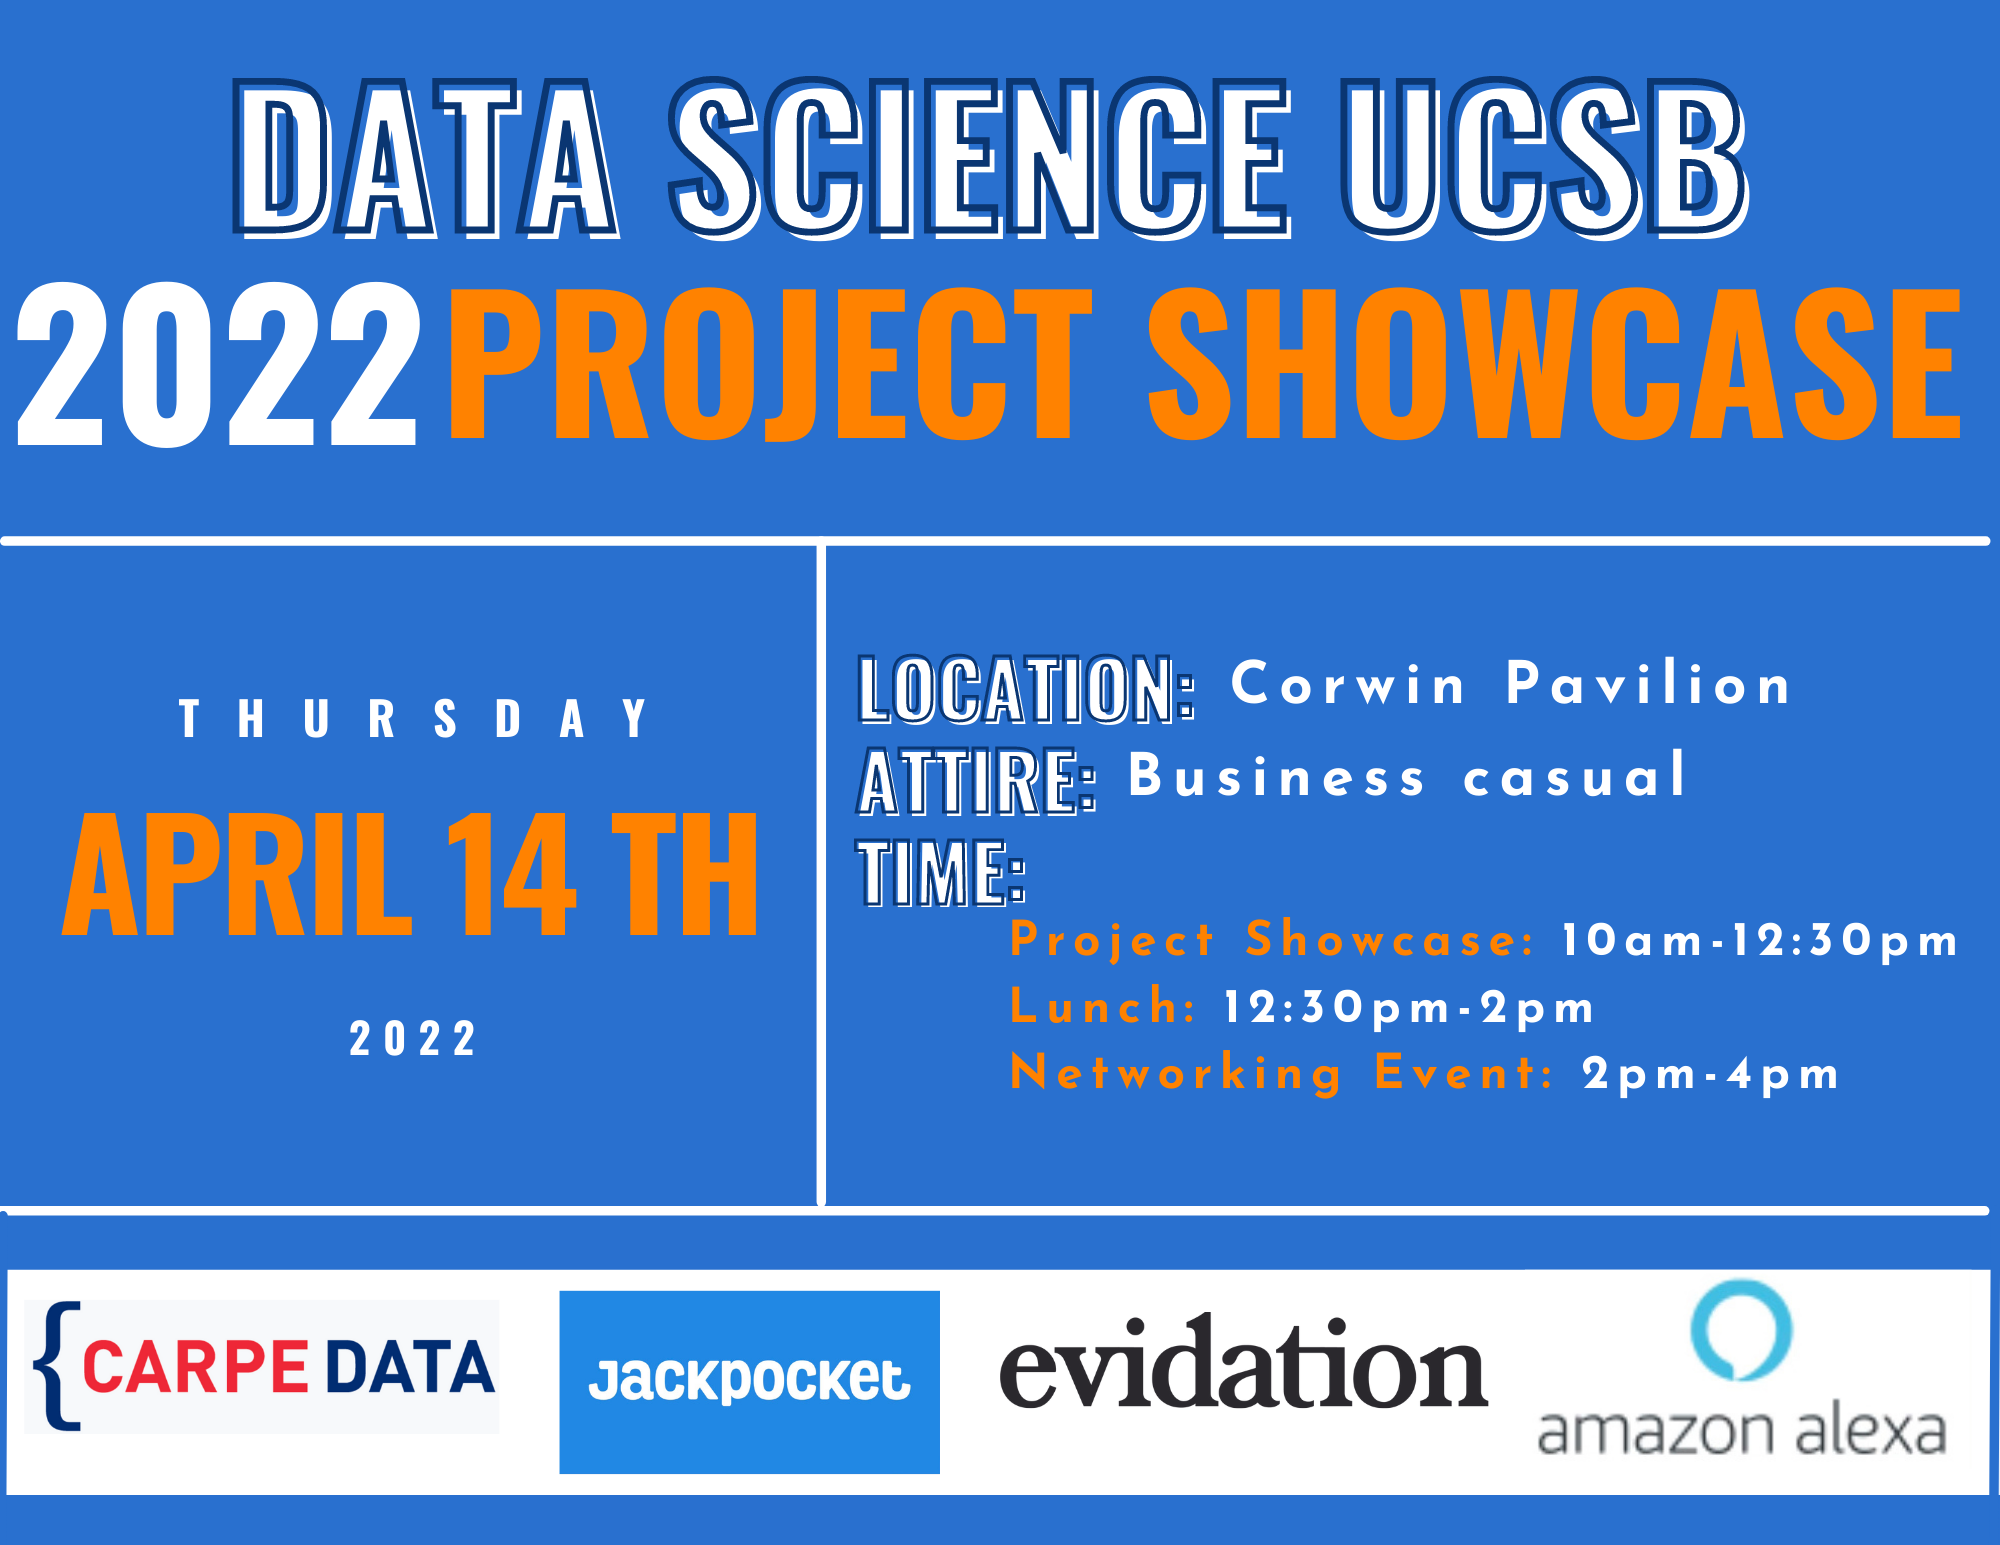 DATA SCIENCE UCSB
2022 PROJECT SHOWCASE
THURSDAY
APRIL 14 TH
2022
LOCATION: Corwin Pavilion
ATTIRE: Business casual
TIME:
Project Showcase: 10am-12:30pm
Lunch: 12:30pm-2pm
Networking Event: 2pm-4pm
{CARPE DATA
Jackpocket
evidation
amazon alexa